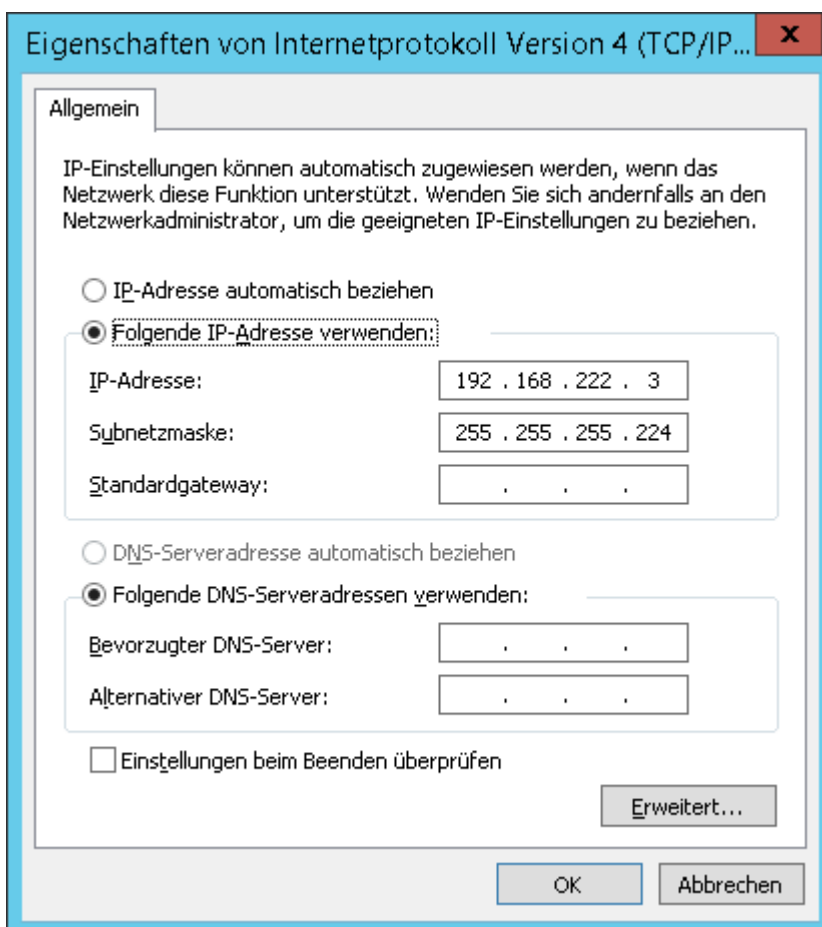 Eigenschaften von Internetprotokoll Version 4 (TCP/IP...
x
Allgemein
IP-Einstellungen können automatisch zugewiesen werden, wenn das
Netzwerk diese Funktion unterstützt. Wenden Sie sich andernfalls an den
Netzwerkadministrator, um die geeigneten IP-Einstellungen zu beziehen.
IP-Adresse automatisch beziehen
Folgende IP-Adresse verwenden:
IP-Adresse: 192 . 168 . 222 . 3
Subnetzmaske: 255 . 255 . 255 . 224
Standardgateway: . . .
DNS-Serveradresse automatisch beziehen
Folgende DNS-Serveradressen verwenden:
Bevorzugter DNS-Server: . . .
Alternativer DNS-Server: . . .
Einstellungen beim Beenden überprüfen
Erweitert...
OK Abbrechen